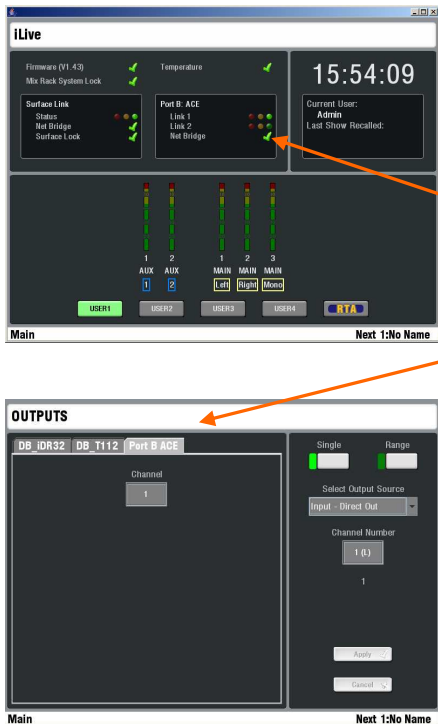 iLive
Firmware (V1.43)
Mix Rack System Lock
Temperature
15:54:09
Surface Link
Status
Net Bridge
Surface Lock
Port B: ACE
Link 1
Link 2
Net Bridge
Current User:
Admin
Last Show Recalled:
1 2 1 2 3
AUX AUX MAIN MAIN MAIN
1 2 Left Right Mono
USER1 USER2 USER3 USER4 RTA
Main Next 1:No Name
OUTPUTS
DB_iDR32 DB_T112 Port B ACE
Channel
1
Single Range
Select Output Source
Input - Direct Out
Channel Number
1 (L)
1
Apply
Cancel
Main Next 1:No Name